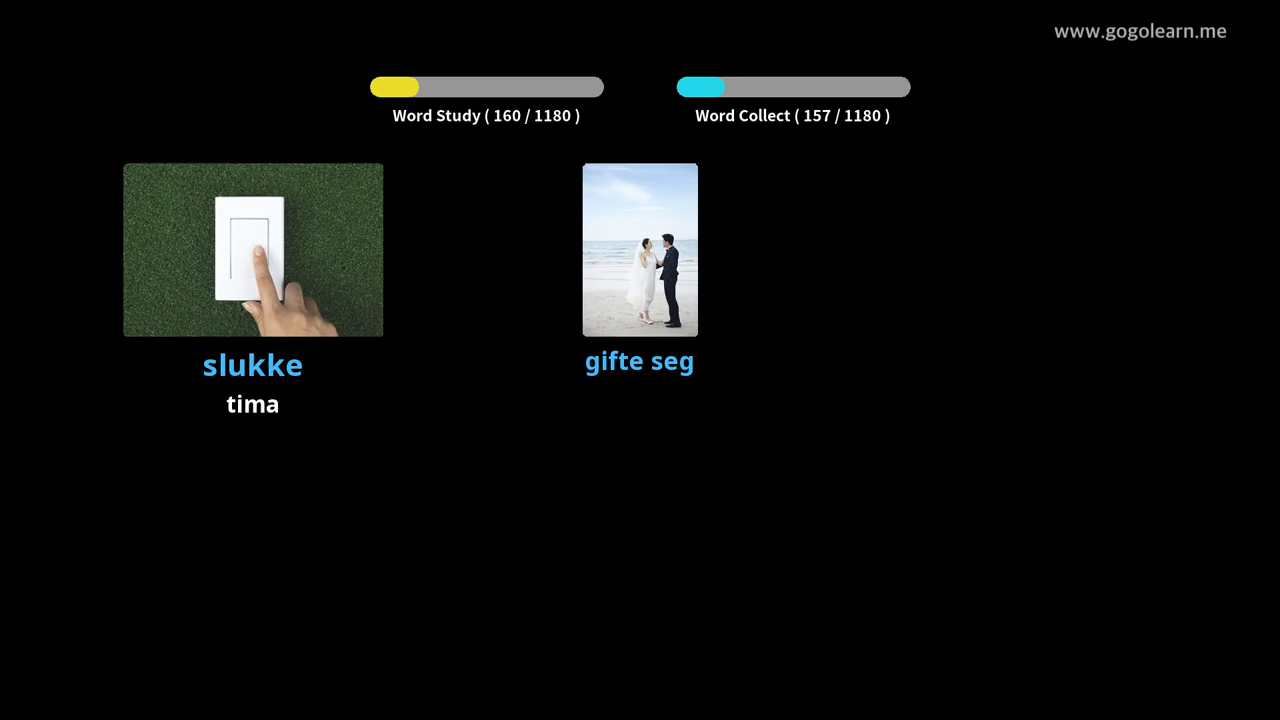 www.gogolearn.me
Word Study ( 160 / 1180 )
Word Collect ( 157 / 1180 )
slukke
tima
gifte seg